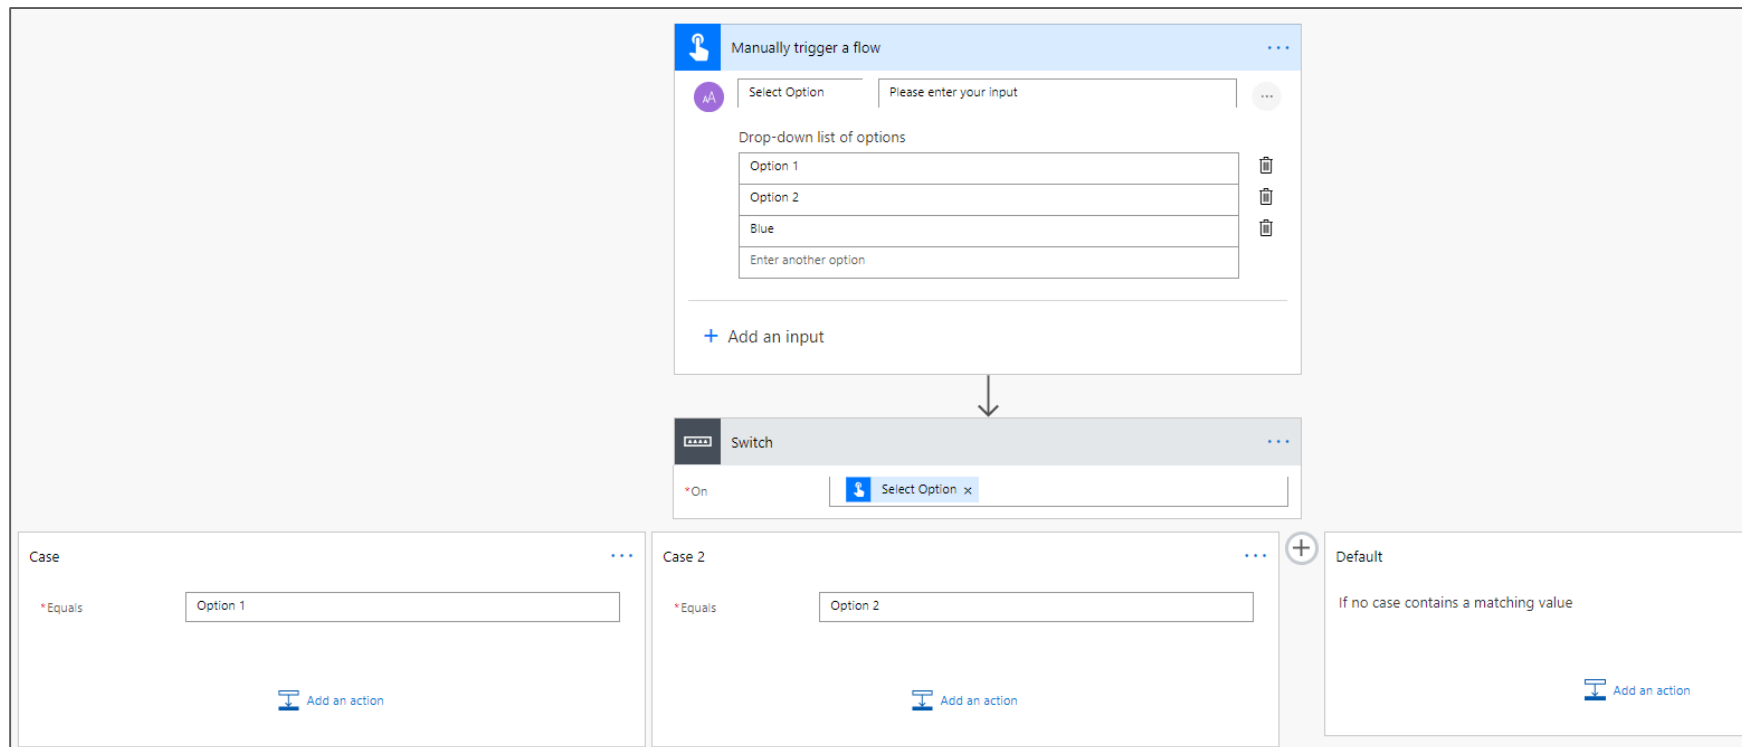 Manually trigger a flow
AA
Select Option
Please enter your input
Drop-down list of options
Option 1
Option 2
Blue
Enter another option
+ Add an input
Switch
*On
Select Option ×
Case
*Equals
Option 1
Add an action
Case 2
*Equals
Option 2
Add an action
Default
If no case contains a matching value
Add an action